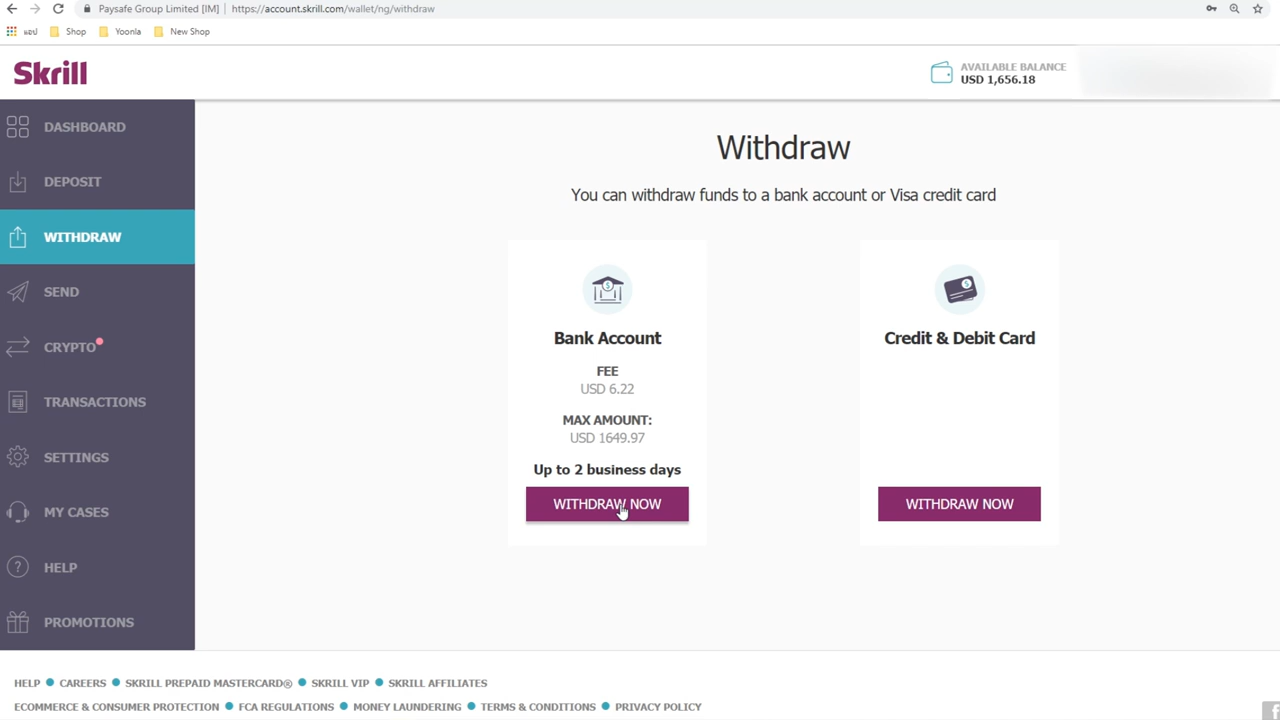 Paysafe Group Limited [IM] | https://account.skrill.com/wallet/ng/withdraw
แอป Shop Yoonla New Shop
Skrill
AVAILABLE BALANCE
USD 1,656.18
DASHBOARD
DEPOSIT
WITHDRAW
SEND
CRYPTO
TRANSACTIONS
SETTINGS
MY CASES
HELP
PROMOTIONS
Withdraw
You can withdraw funds to a bank account or Visa credit card
Bank Account
FEE
USD 6.22
MAX AMOUNT:
USD 1649.97
Up to 2 business days
WITHDRAW NOW
Credit & Debit Card
WITHDRAW NOW
HELP CAREERS SKRILL PREPAID MASTERCARD® SKRILL VIP SKRILL AFFILIATES
ECOMMERCE & CONSUMER PROTECTION FCA REGULATIONS MONEY LAUNDERING TERMS & CONDITIONS PRIVACY POLICY